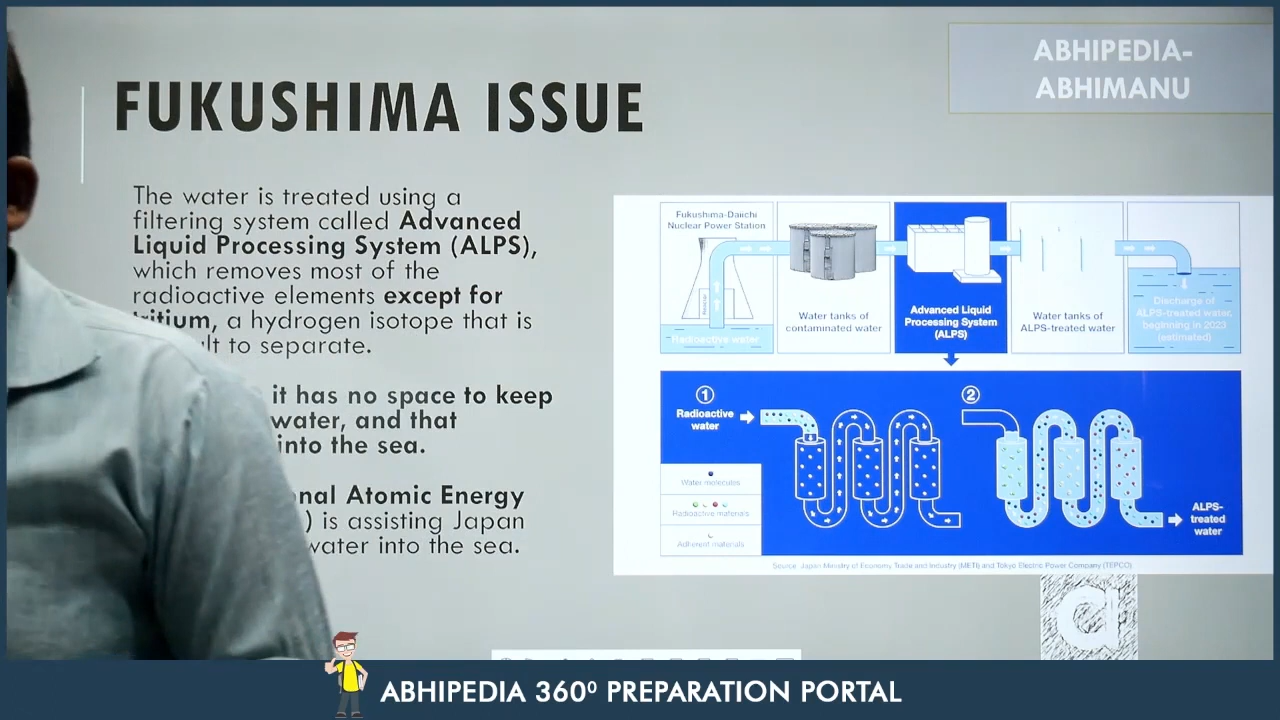 ABHIPEDIA-
ABHIMANU
FUKUSHIMA ISSUE
The water is treated using a
filtering system called Advanced
Liquid Processing System (ALPS),
which removes most of the
radioactive elements except for
tritium, a hydrogen isotope that is
ult to separate.
it has no space to keep
water, and that
into the sea.
onal Atomic Energy
) is assisting Japan
water into the sea.
Fukushima-Daiichi
Nuclear Power Station
Reactor
Radioactive water
Water tanks of
contaminated water
Advanced Liquid
Processing System
(ALPS)
Water tanks of
ALPS-treated water
Discharge of
ALPS-treated water,
beginning in 2023
(estimated)
1
Radioactive
water
2
Water molecules
Radioactive materials
Adherent materials
ALPS-
treated
water
Source: Japan Ministry of Economy Trade and Industry (METI) and Tokyo Electric Power Company (TEPCO)
a
ABHIPEDIA 360⁰ PREPARATION PORTAL